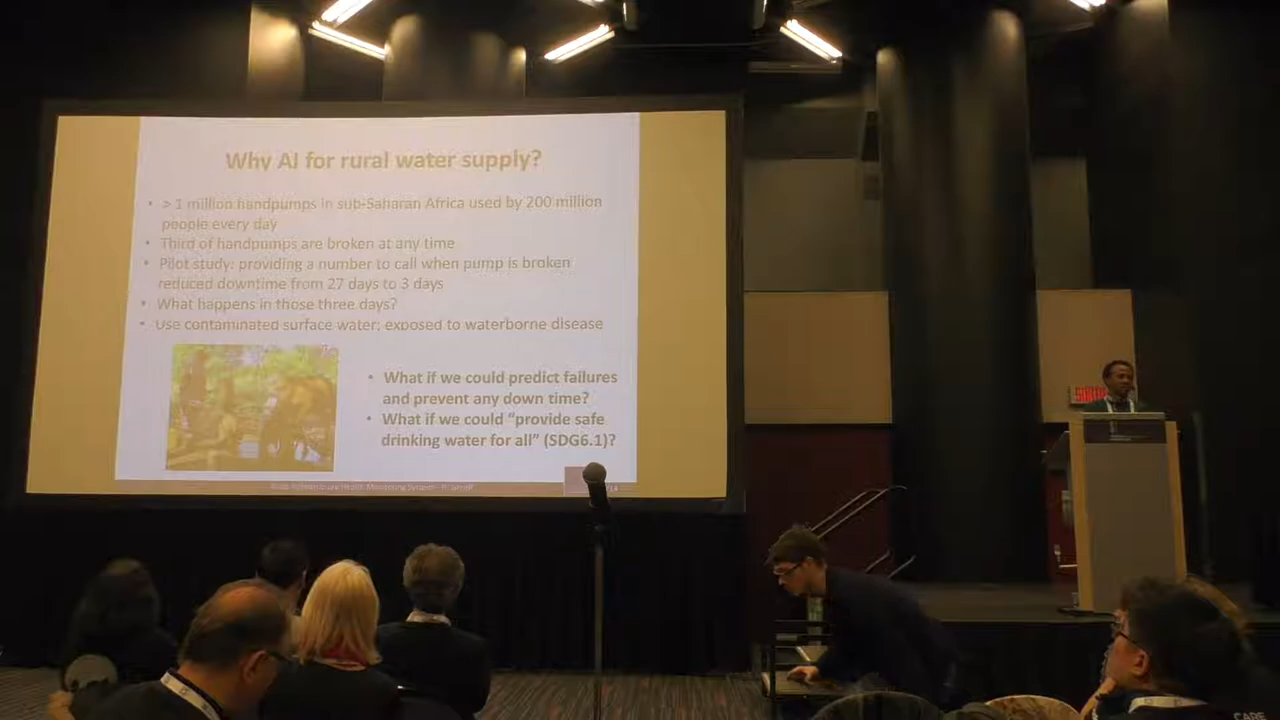 Why AI for rural water supply?
• > 1 million handpumps in sub-Saharan Africa used by 200 million
people every day
• Third of handpumps are broken at any time
• Pilot study: providing a number to call when pump is broken
reduced downtime from 27 days to 3 days
• What happens in those three days?
• Use contaminated surface water: exposed to waterborne disease
• What if we could predict failures
and prevent any down time?
• What if we could “provide safe
drinking water for all” (SDG6.1)?
CARE